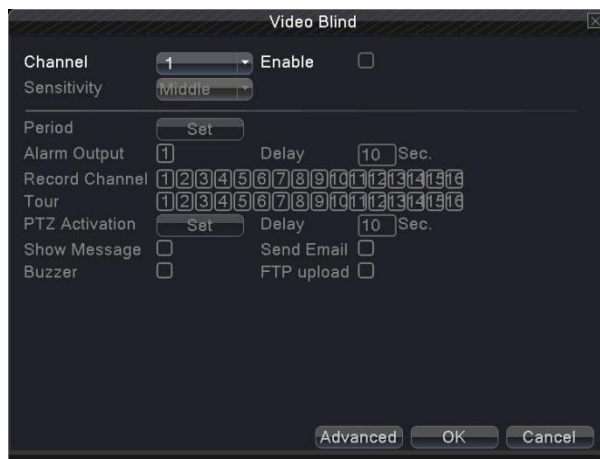 Video Blind
Channel 1 Enable
Sensitivity Middle
Period Set
Alarm Output 1 Delay 10 Sec.
Record Channel 1 2 3 4 5 6 7 8 9 10 11 12 13 14 15 16
Tour 1 2 3 4 5 6 7 8 9 10 11 12 13 14 15 16
PTZ Activation Set Delay 10 Sec.
Show Message Send Email
Buzzer FTP upload
Advanced OK Cancel